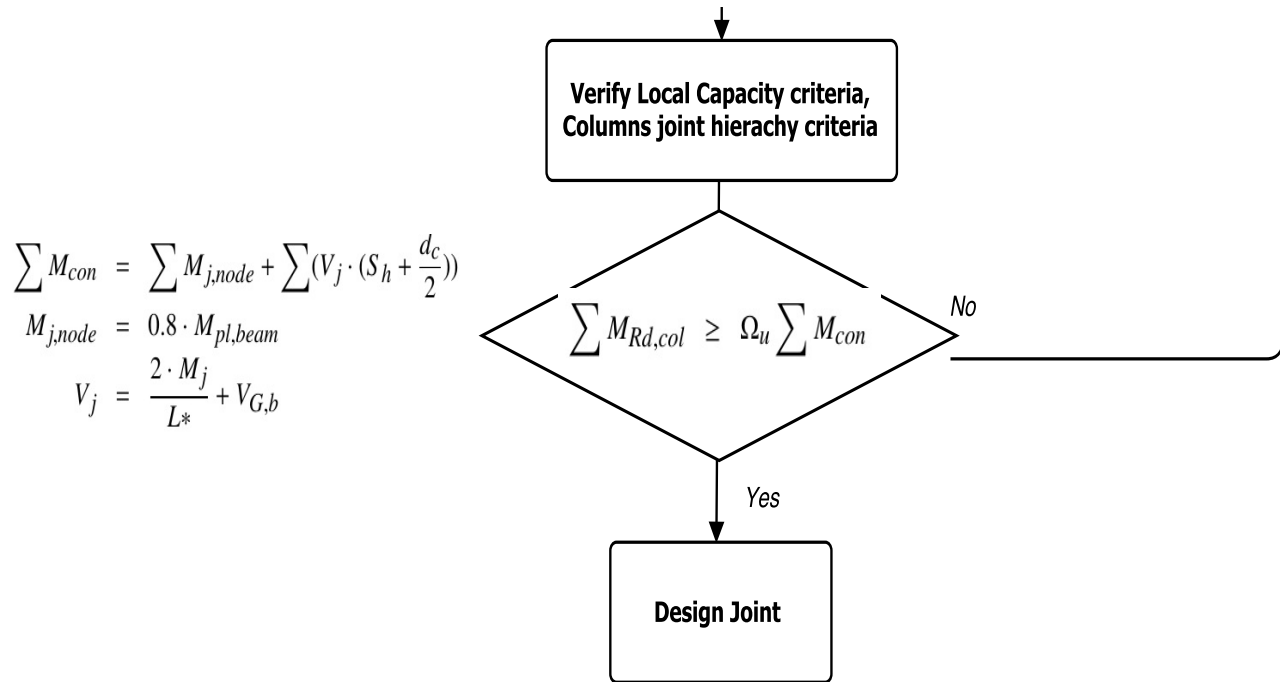 Verify Local Capacity criteria,
Columns joint hierachy criteria
∑ M_con = ∑ M_j,node + ∑(V_j · (S_h + d_c/2))
M_j,node = 0.8 · M_pl,beam
V_j = 2 · M_j / L* + V_G,b
∑ M_Rd,col ≥ Ω_u ∑ M_con
No
Yes
Design Joint